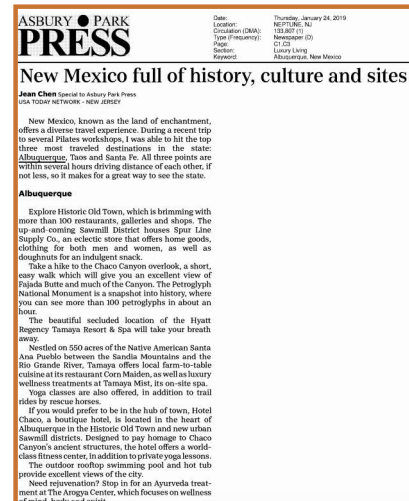 ASBURY PARK
PRESS
Date: Thursday, January 24, 2019
Location: NEPTUNE, NJ
Circulation (DMA): 133,807 (1)
Type (Frequency): Newspaper (D)
Page: C1,C3
Section: Luxury Living
Keyword: Albuquerque, New Mexico
New Mexico full of history, culture and sites
Jean Chen Special to Asbury Park Press
USA TODAY NETWORK - NEW JERSEY
New Mexico, known as the land of enchantment,
offers a diverse travel experience. During a recent trip
to several Pilates workshops, I was able to hit the top
three most traveled destinations in the state:
Albuquerque, Taos and Santa Fe. All three points are
within several hours driving distance of each other, if
not less, so it makes for a great way to see the state.
Albuquerque
Explore Historic Old Town, which is brimming with
more than 100 restaurants, galleries and shops. The
up-and-coming Sawmill District houses Spur Line
Supply Co., an eclectic store that offers home goods,
clothing for both men and women, as well as
doughnuts for an indulgent snack.
Take a hike to the Chaco Canyon overlook, a short,
easy walk which will give you an excellent view of
Fajada Butte and much of the Canyon. The Petroglyph
National Monument is a snapshot into history, where
you can see more than 100 petroglyphs in about an
hour.
The beautiful secluded location of the Hyatt
Regency Tamaya Resort & Spa will take your breath
away.
Nestled on 550 acres of the Native American Santa
Ana Pueblo between the Sandia Mountains and the
Rio Grande River, Tamaya offers local farm-to-table
cuisine at its restaurant Corn Maiden, as well as luxury
wellness treatments at Tamaya Mist, its on-site spa.
Yoga classes are also offered, in addition to trail
rides by rescue horses.
If you would prefer to be in the hub of town, Hotel
Chaco, a boutique hotel, is located in the heart of
Albuquerque in the Historic Old Town and new urban
Sawmill districts. Designed to pay homage to Chaco
Canyon's ancient structures, the hotel offers a world-
class fitness center, in addition to private yoga lessons.
The outdoor rooftop swimming pool and hot tub
provide excellent views of the city.
Need rejuvenation? Stop in for an Ayurveda treat-
ment at The Arogya Center, which focuses on wellness
of mind, body and spirit.